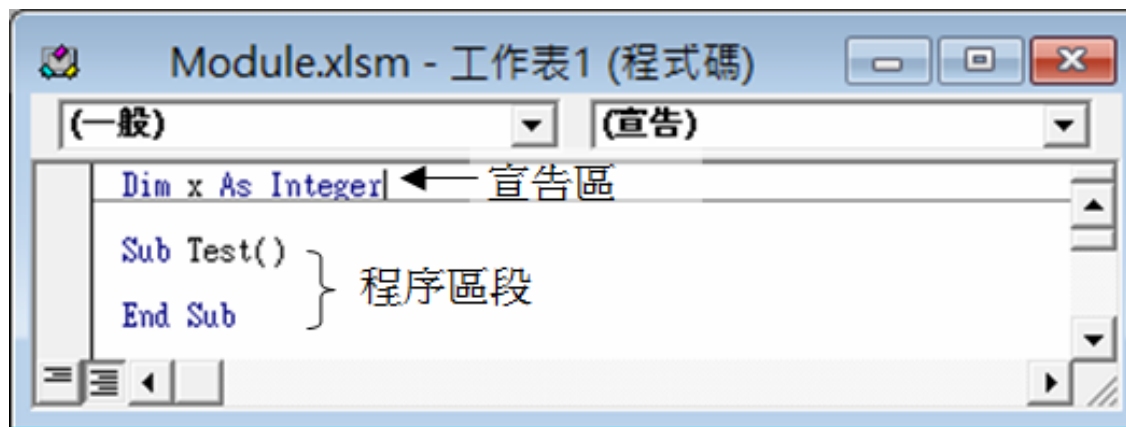 Module.xlsm - 工作表1 (程式碼)
(一般) (宣告)
Dim x As Integer 宣告區
Sub Test()
程序區段
End Sub